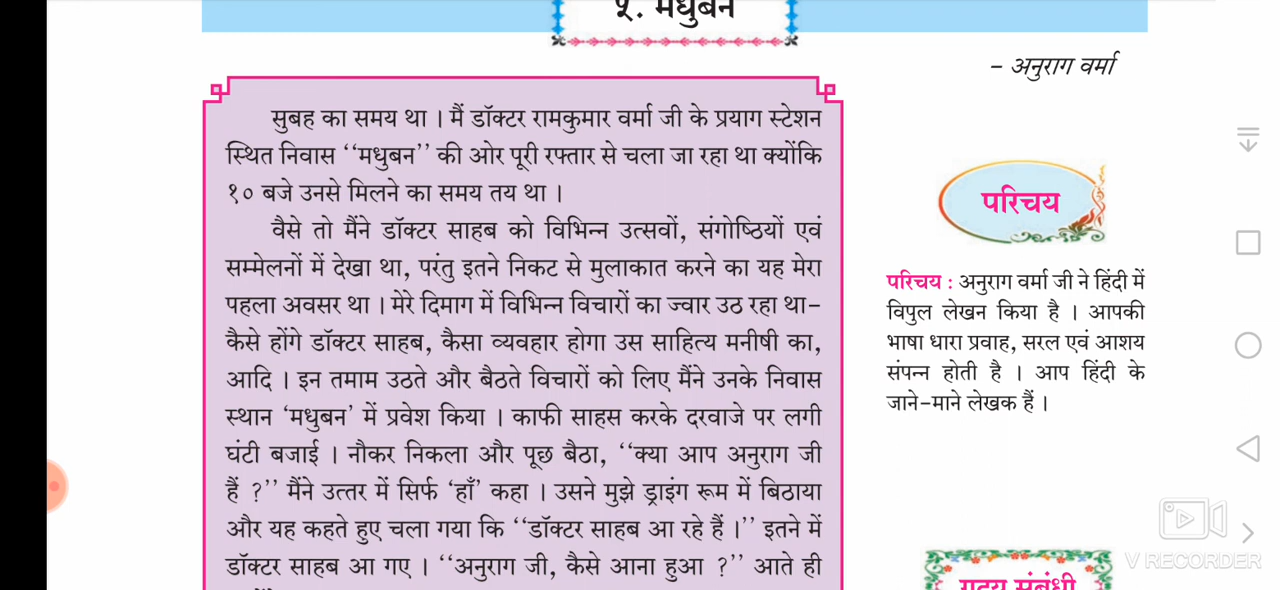 ५. मधुबन
– अनुराग वर्मा
सुबह का समय था । मैं डॉक्टर रामकुमार वर्मा जी के प्रयाग स्टेशन
स्थित निवास ‘‘मधुबन’’ की ओर पूरी रफ्तार से चला जा रहा था क्योंकि
१० बजे उनसे मिलने का समय तय था ।
वैसे तो मैंने डॉक्टर साहब को विभिन्न उत्सवों, संगोष्ठियों एवं
सम्मेलनों में देखा था, परंतु इतने निकट से मुलाकात करने का यह मेरा
पहला अवसर था । मेरे दिमाग में विभिन्न विचारों का ज्वार उठ रहा था–
कैसे होंगे डॉक्टर साहब, कैसा व्यवहार होगा उस साहित्य मनीषी का,
आदि । इन तमाम उठते और बैठते विचारों को लिए मैंने उनके निवास
स्थान ‘मधुबन’ में प्रवेश किया । काफी साहस करके दरवाजे पर लगी
घंटी बजाई । नौकर निकला और पूछ बैठा, ‘‘क्या आप अनुराग जी
हैं ?’’ मैंने उत्तर में सिर्फ ‘हाँ’ कहा । उसने मुझे ड्राइंग रूम में बिठाया
और यह कहते हुए चला गया कि ‘‘डॉक्टर साहब आ रहे हैं ।’’ इतने में
डॉक्टर साहब आ गए । ‘‘अनुराग जी, कैसे आना हुआ ?’’ आते ही
परिचय
परिचय : अनुराग वर्मा जी ने हिंदी में
विपुल लेखन किया है । आपकी
भाषा धारा प्रवाह, सरल एवं आशय
संपन्न होती है । आप हिंदी के
जाने–माने लेखक हैं ।
गद्य संबंधी
V RECORDER